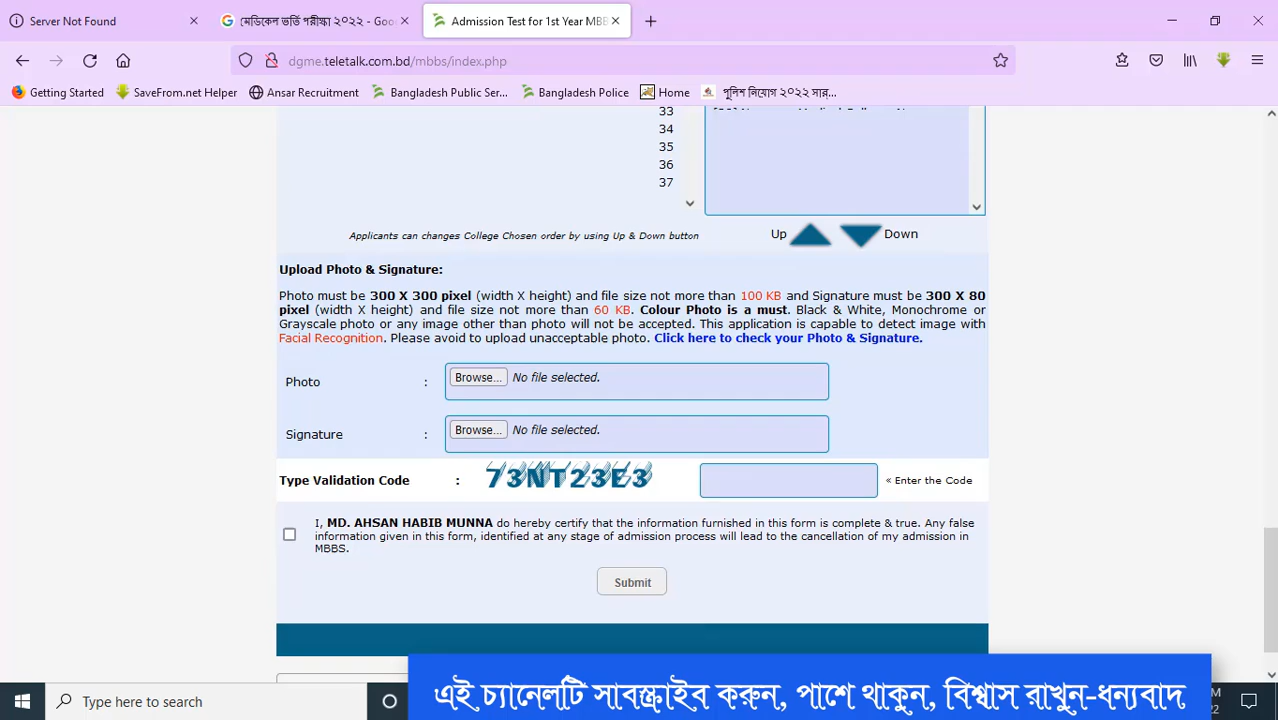 Server Not Found
মেডিকেল ভর্তি পরীক্ষা ২০২২ - Goo
Admission Test for 1st Year MBB
dgme.teletalk.com.bd/mbbs/index.php
Getting Started
SaveFrom.net Helper
Ansar Recruitment
Bangladesh Public Ser...
Bangladesh Police
Home
পুলিশ নিয়োগ ২০২২ সার্...
33
34
35
36
37
Applicants can changes College Chosen order by using Up & Down button
Up
Down
Upload Photo & Signature:
Photo must be 300 X 300 pixel (width X height) and file size not more than 100 KB and Signature must be 300 X 80
pixel (width X height) and file size not more than 60 KB. Colour Photo is a must. Black & White, Monochrome or
Grayscale photo or any image other than photo will not be accepted. This application is capable to detect image with
Facial Recognition. Please avoid to upload unacceptable photo. Click here to check your Photo & Signature.
Photo : Browse... No file selected.
Signature : Browse... No file selected.
Type Validation Code : 73NT23E3 « Enter the Code
I, MD. AHSAN HABIB MUNNA do hereby certify that the information furnished in this form is complete & true. Any false
information given in this form, identified at any stage of admission process will lead to the cancellation of my admission in
MBBS.
Submit
এই চ্যানেলটি সাবস্ক্রাইব করুন, পাশে থাকুন, বিশ্বাস রাখুন-ধন্যবাদ
Type here to search